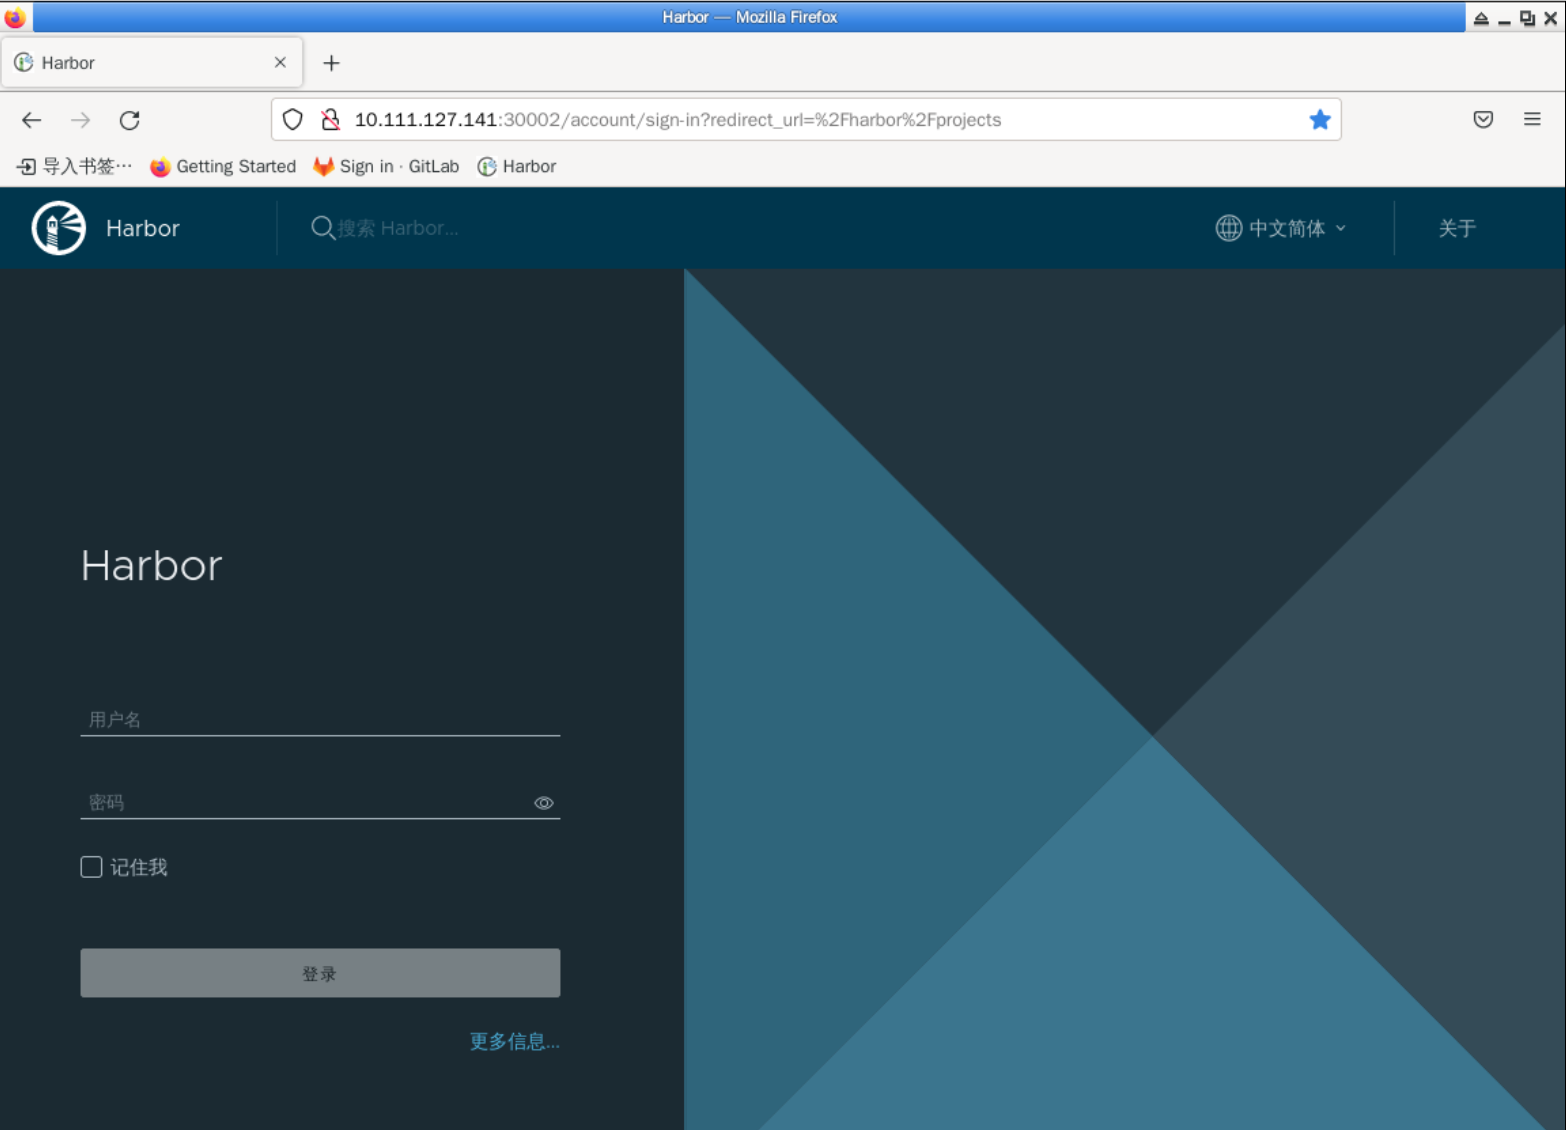 Harbor — Mozilla Firefox
Harbor
10.111.127.141:30002/account/sign-in?redirect_url=%2Fharbor%2Fprojects
导入书签… Getting Started Sign in · GitLab Harbor
Harbor 搜索 Harbor... 中文简体 关于
Harbor
用户名
密码
记住我
登录
更多信息...